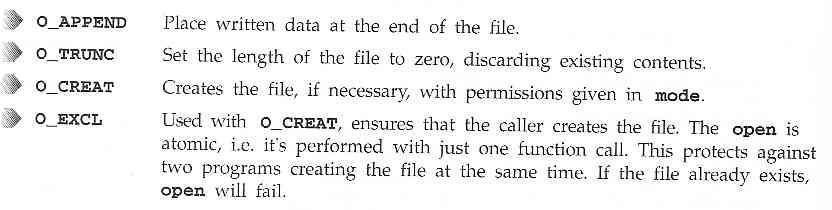 O_APPEND Place written data at the end of the file.
O_TRUNC Set the length of the file to zero, discarding existing contents.
O_CREAT Creates the file, if necessary, with permissions given in mode.
O_EXCL Used with O_CREAT, ensures that the caller creates the file. The open is
atomic, i.e. it's performed with just one function call. This protects against
two programs creating the file at the same time. If the file already exists,
open will fail.